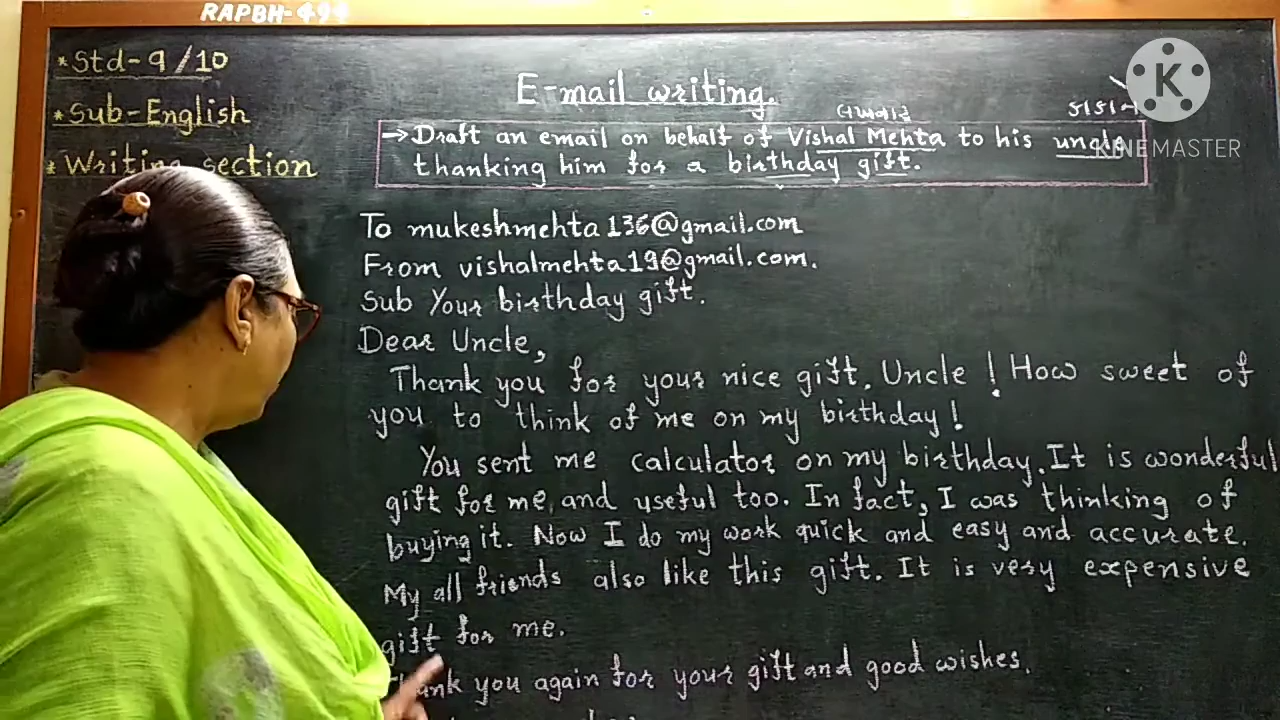 RAPBH-494
*Std-9/10
*Sub-English
*Writing section
E-mail writing.
લખનાર
કાકાને
→Draft an email on behalf of Vishal Mehta to his uncle
thanking him for a birthday gift.
K
KINEMASTER
To mukeshmehta136@gmail.com
From vishalmehta19@gmail.com.
Sub Your birthday gift.
Dear Uncle,
Thank you for your nice gift. Uncle! How sweet of
you to think of me on my birthday!
You sent me calculator on my birthday. It is wonderful
gift for me, and useful too. In fact, I was thinking of
buying it. Now I do my work quick and easy and accurate.
My all friends also like this gift. It is very expensive
gift for me.
Thank you again for your gift and good wishes.